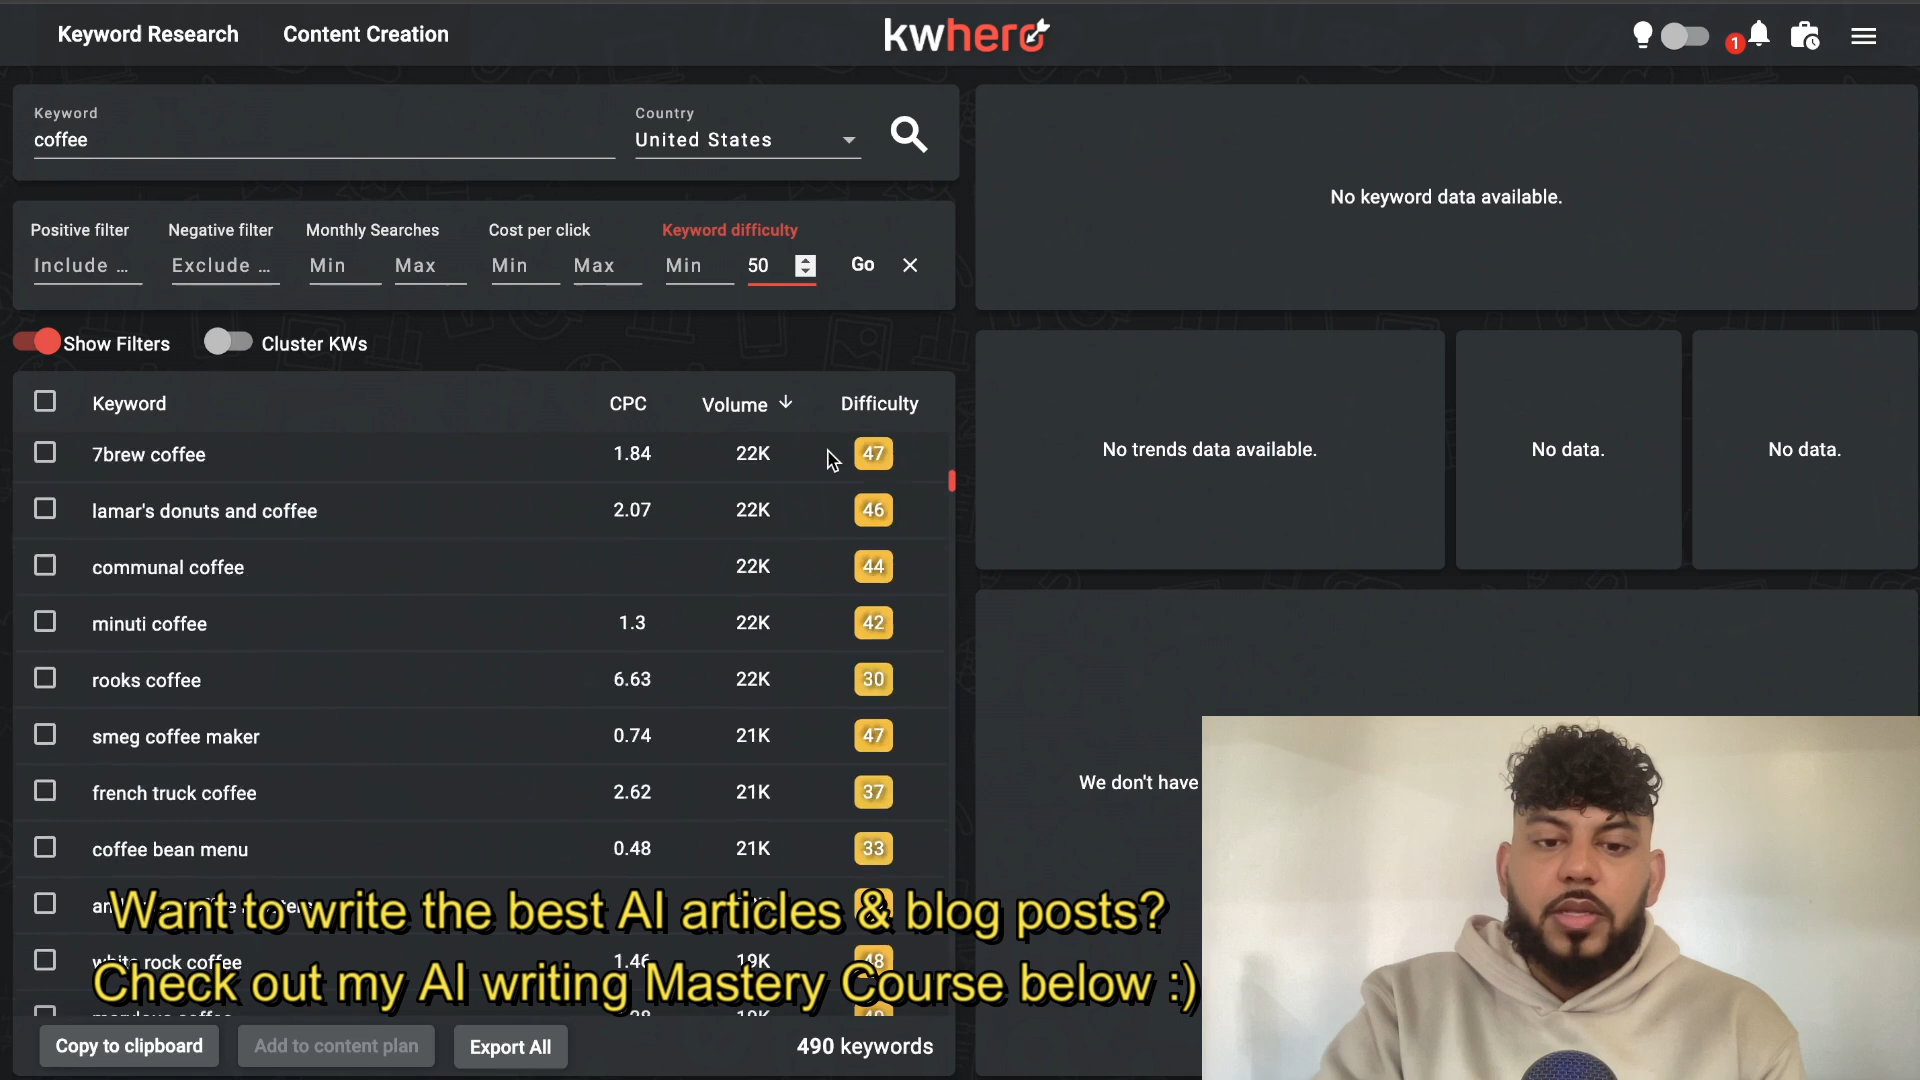 Keyword Research Content Creation kwhero 1
Keyword
coffee
Country
United States
No keyword data available.
Positive filter Negative filter Monthly Searches Cost per click Keyword difficulty
Include ... Exclude ... Min Max Min Max Min 50 Go
Show Filters Cluster KWs
Keyword CPC Volume Difficulty
7brew coffee 1.84 22K 47
lamar's donuts and coffee 2.07 22K 46
communal coffee 22K 44
minuti coffee 1.3 22K 42
rooks coffee 6.63 22K 30
smeg coffee maker 0.74 21K 47
french truck coffee 2.62 21K 37
coffee bean menu 0.48 21K 33
No trends data available.
No data.
No data.
We don't have
Want to write the best AI articles & blog posts?
white rock coffee 1.46 19K 48
Check out my AI writing Mastery Course below :)
Copy to clipboard Add to content plan Export All 490 keywords